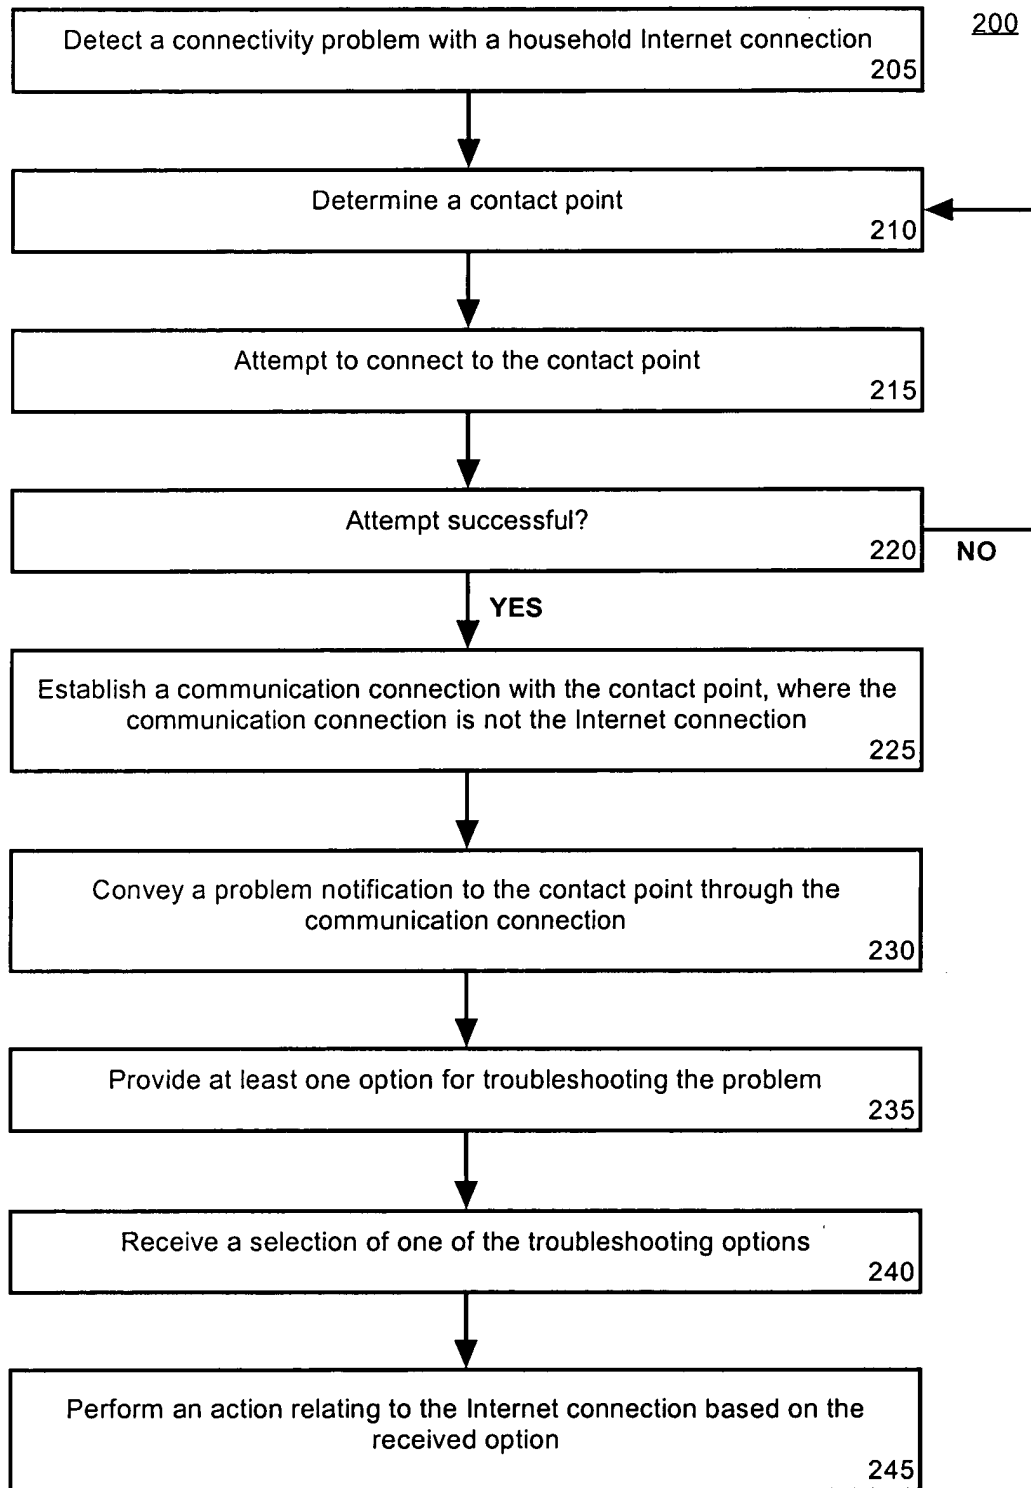 200
Detect a connectivity problem with a household Internet connection
205
Determine a contact point
210
Attempt to connect to the contact point
215
Attempt successful?
220
NO
YES
Establish a communication connection with the contact point, where the
communication connection is not the Internet connection
225
Convey a problem notification to the contact point through the
communication connection
230
Provide at least one option for troubleshooting the problem
235
Receive a selection of one of the troubleshooting options
240
Perform an action relating to the Internet connection based on the
received option
245